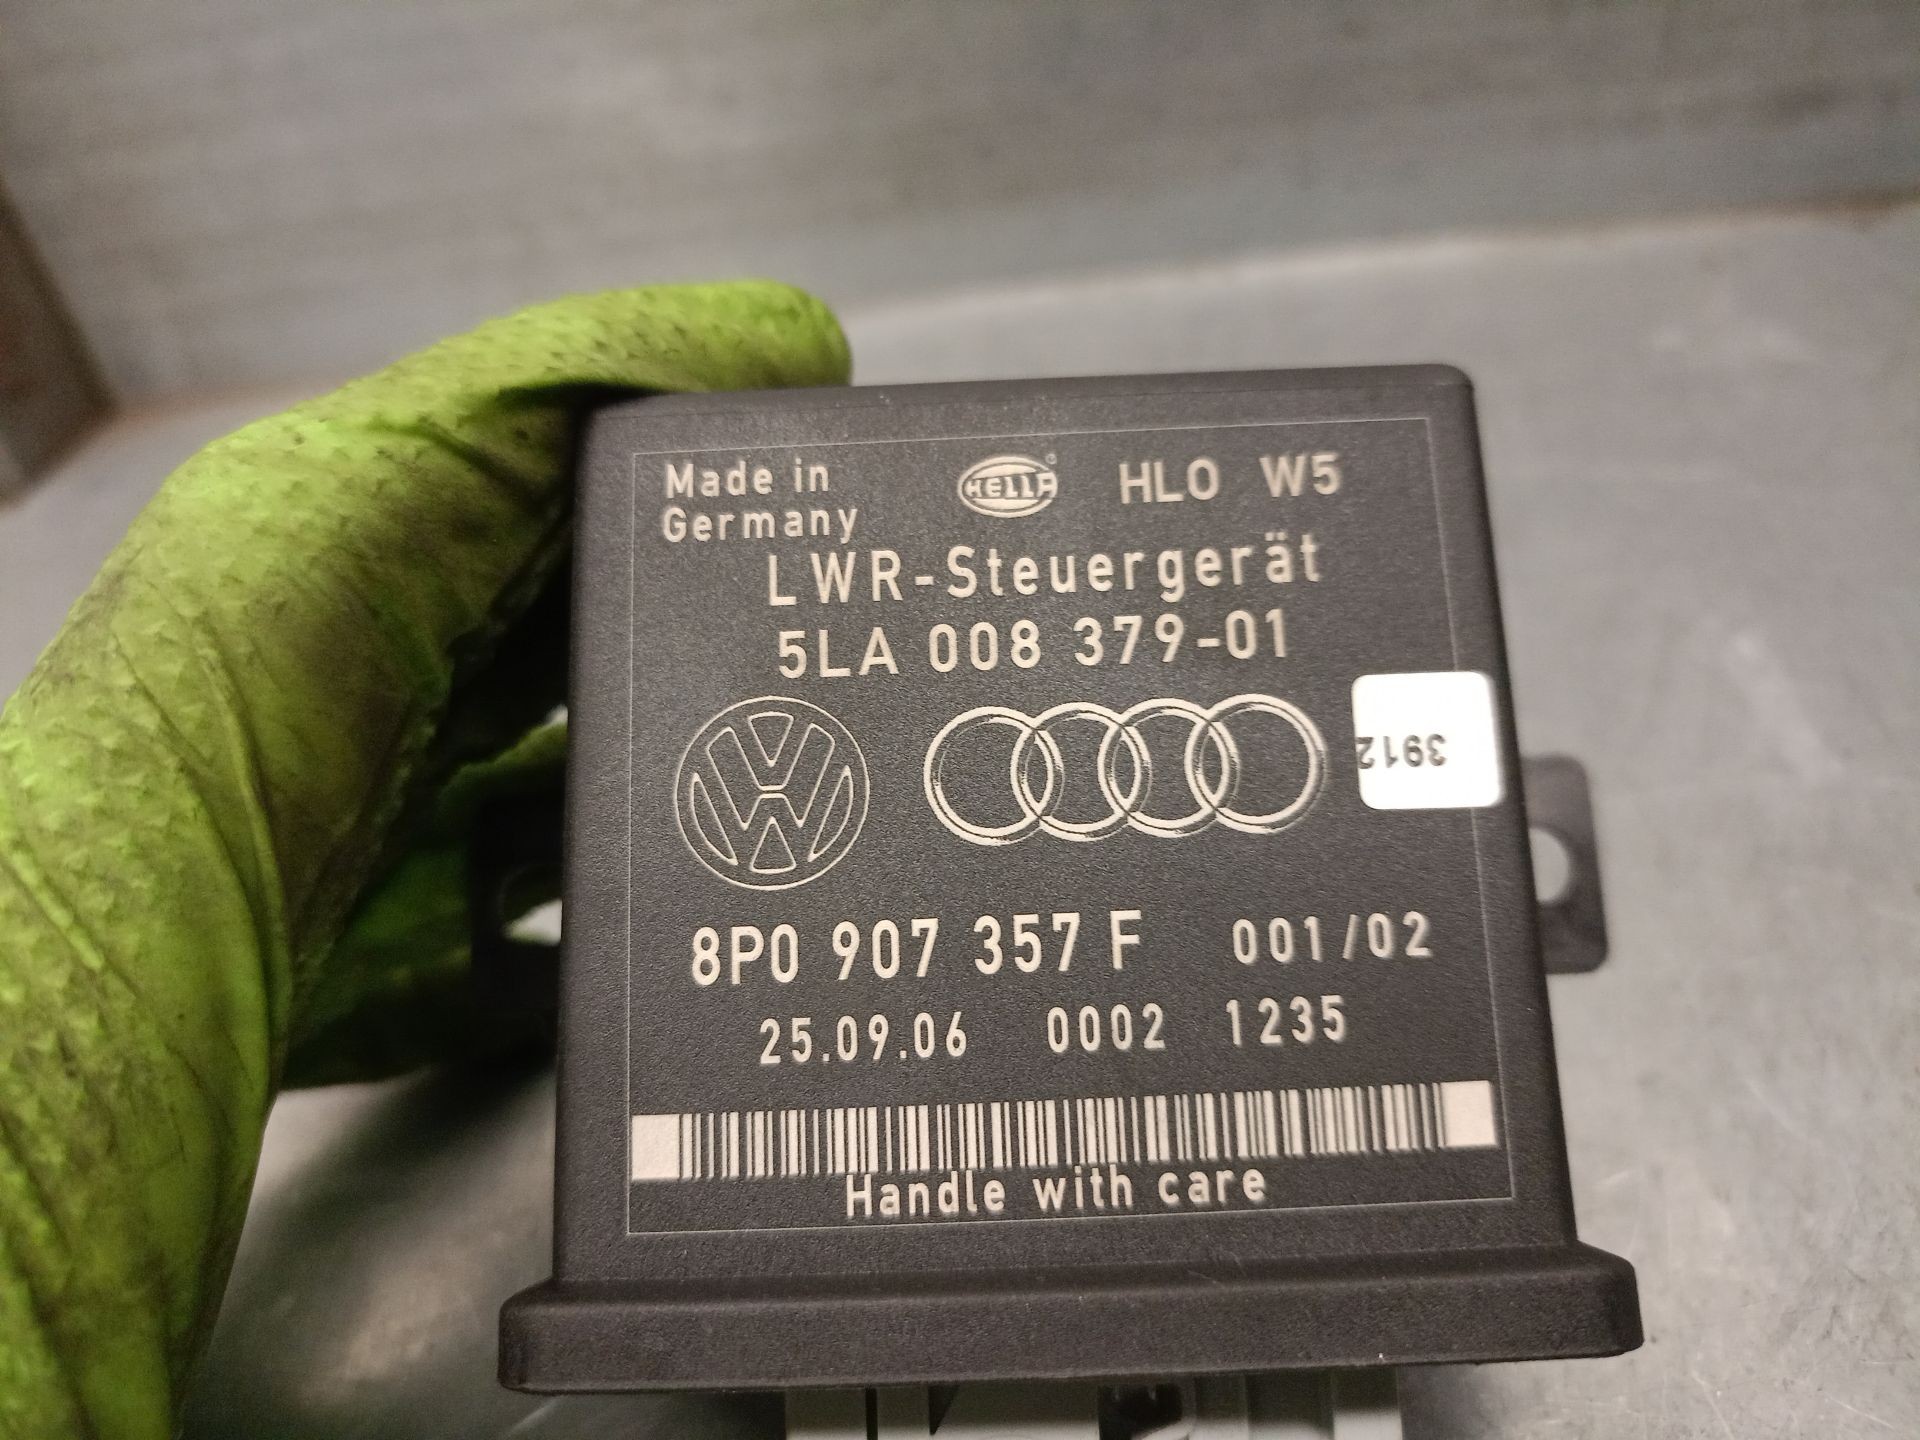 Made in
Germany
HELLA HLO W5
LWR-Steuergerät
5LA 008 379-01
3912
8P0 907 357 F 001/02
25.09.06 0002 1235
Handle with care